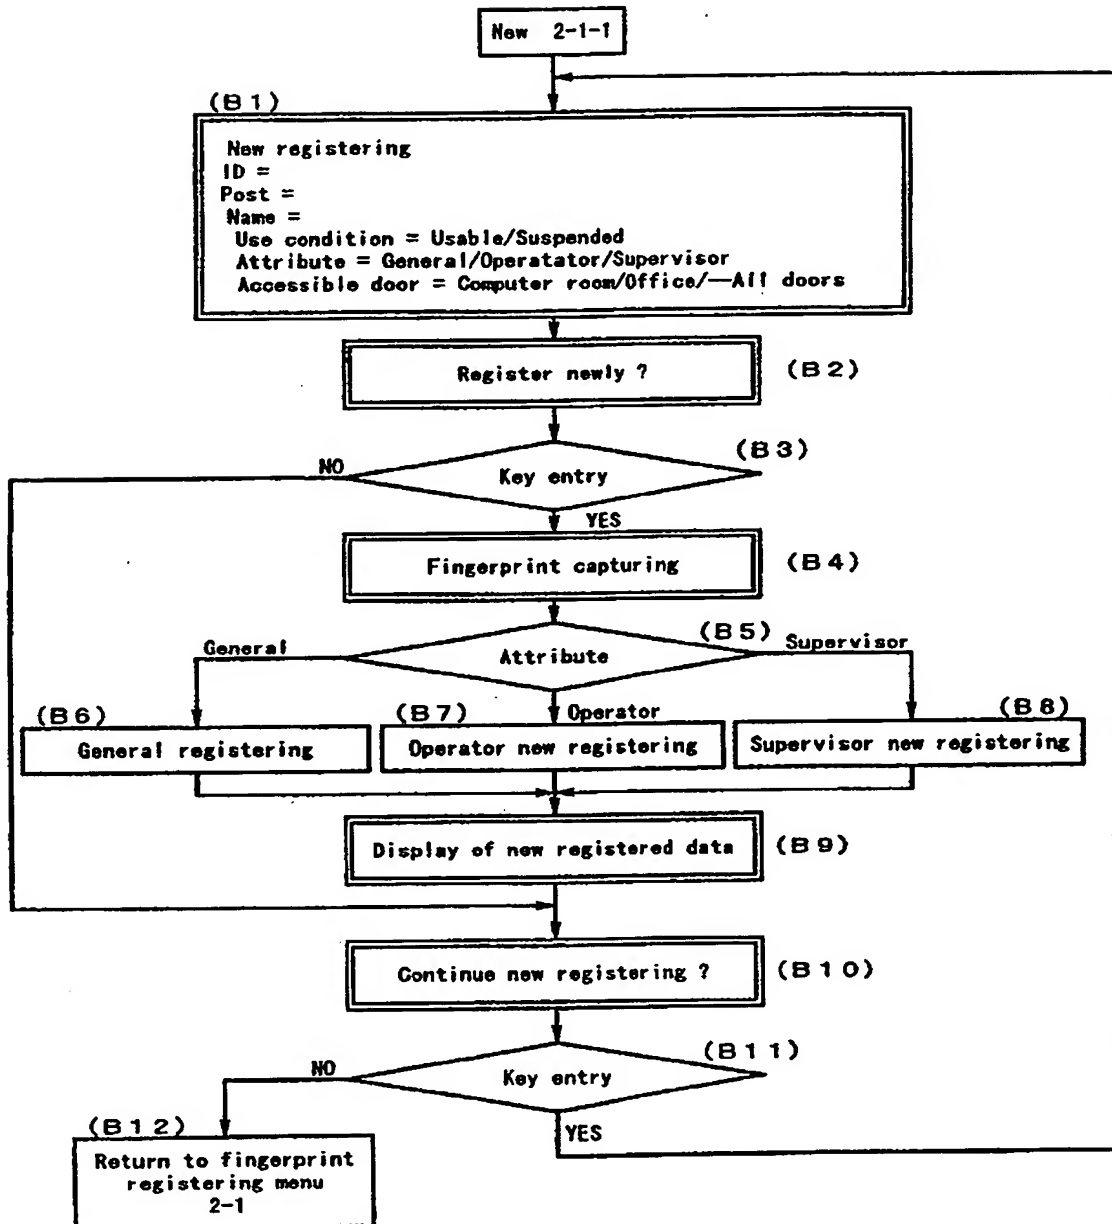 New 2-1-1
(B1)
New registering
ID =
Post =
Name =
Use condition = Usable/Suspended
Attribute = General/Operatator/Supervisor
Accessible door = Computer room/Office/—All doors
Register newly ?
(B2)
(B3)
NO
Key entry
YES
Fingerprint capturing
(B4)
General
(B5)
Supervisor
Attribute
(B6)
(B7)
Operator
(B8)
General registering
Operator new registering
Supervisor new registering
Display of new registered data
(B9)
Continue new registering ?
(B10)
(B11)
NO
Key entry
YES
(B12)
Return to fingerprint
registering menu
2-1